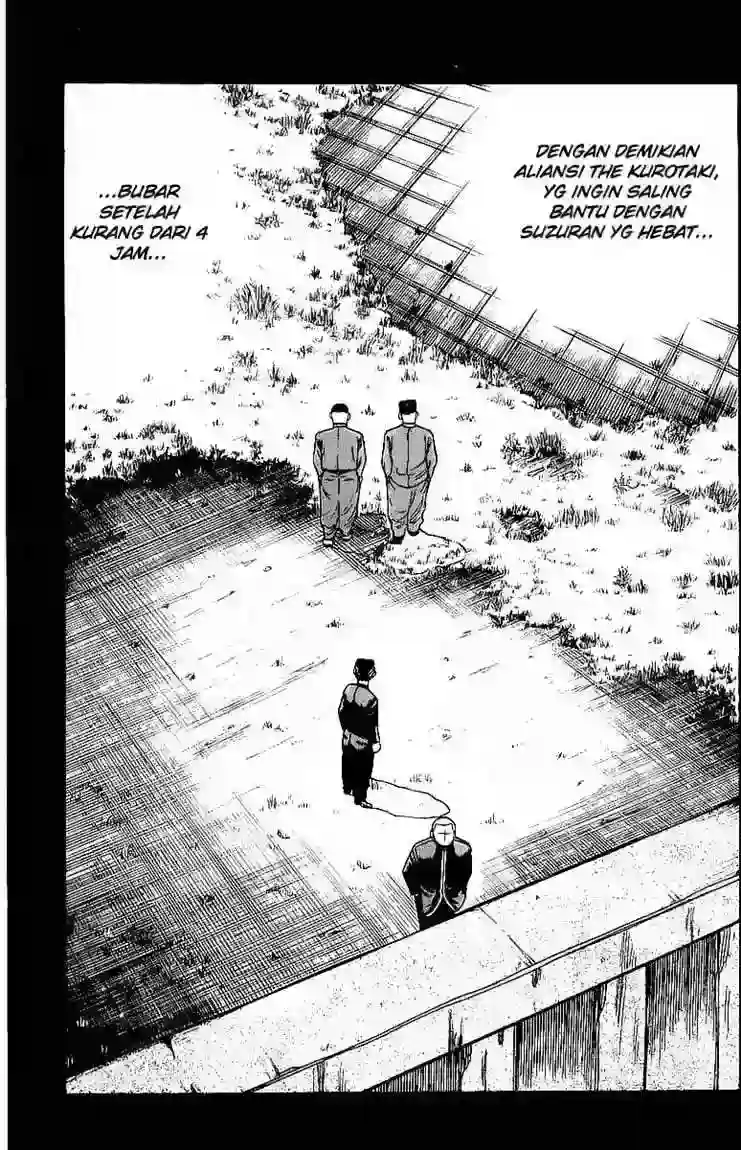 DENGAN DEMIKIAN
ALIANSI THE KUROTAKI,
YG INGIN SALING
BANTU DENGAN
SUZURAN YG HEBAT...
...BUBAR
SETELAH
KURANG DARI 4
JAM...